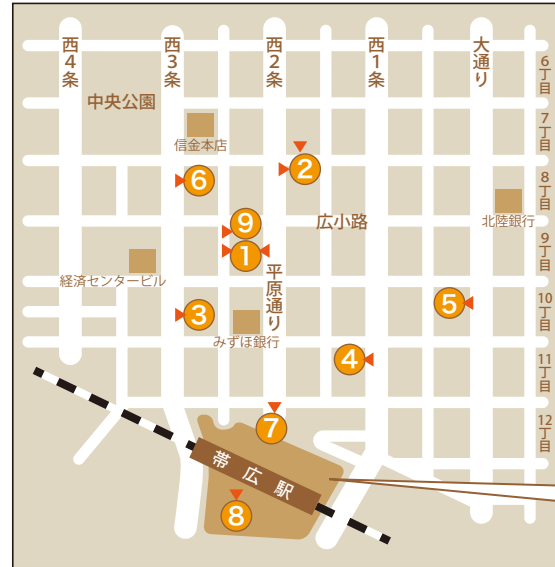 西4条
西3条
西2条
西1条
大通り
6丁目
中央公園
7丁目
信金本店
2
6
8丁目
9
広小路
北陸銀行
1
9丁目
経済センタービル
平原通り
3
5
10丁目
みずほ銀行
4
11丁目
7
12丁目
帯広駅
8